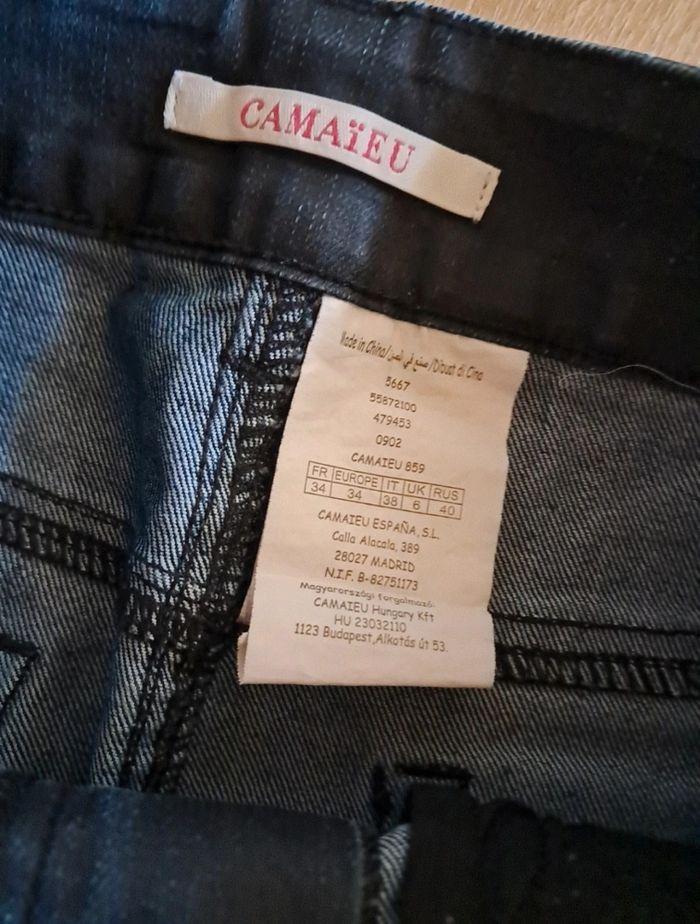 CAMAÏEU
Made in China/صنع في الصين/Dibuat di Cina
5667
55872100
479453
0902
CAMAIEU 859
FR EUROPE IT UK RUS
34 34 38 6 40
CAMAIEU ESPAÑA, S.L.
Calla Alacala, 389
28027 MADRID
N.I.F. B-82751173
Magyarországi forgalmazó:
CAMAIEU Hungary Kft
HU 23032110
1123 Budapest,Alkotás út 53.